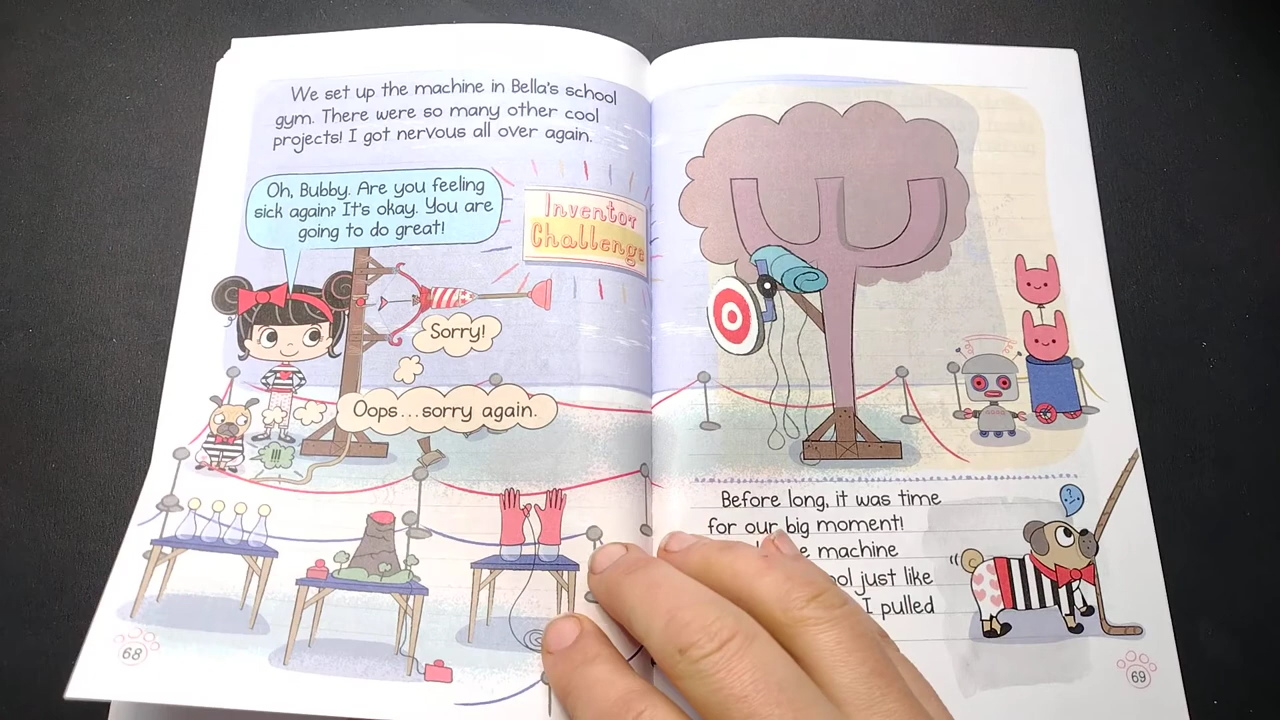 We set up the machine in Bella's school
gym. There were so many other cool
projects! I got nervous all over again.
Oh, Bubby. Are you feeling
sick again? It's okay. You are
going to do great!
Inventor
Challenge
Sorry!
Oops...sorry again.
!!!
68
Before long, it was time
for our big moment!
machine
just like
I pulled
?
69